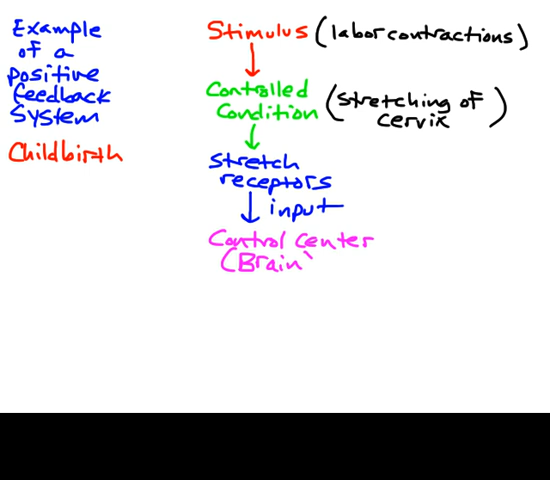 Example
of a
positive
feedback
System
Childbirth
Stimulus (labor contractions)
Controlled
Condition (stretching of
cervix)
Stretch
receptors
input
Control center
(Brain)